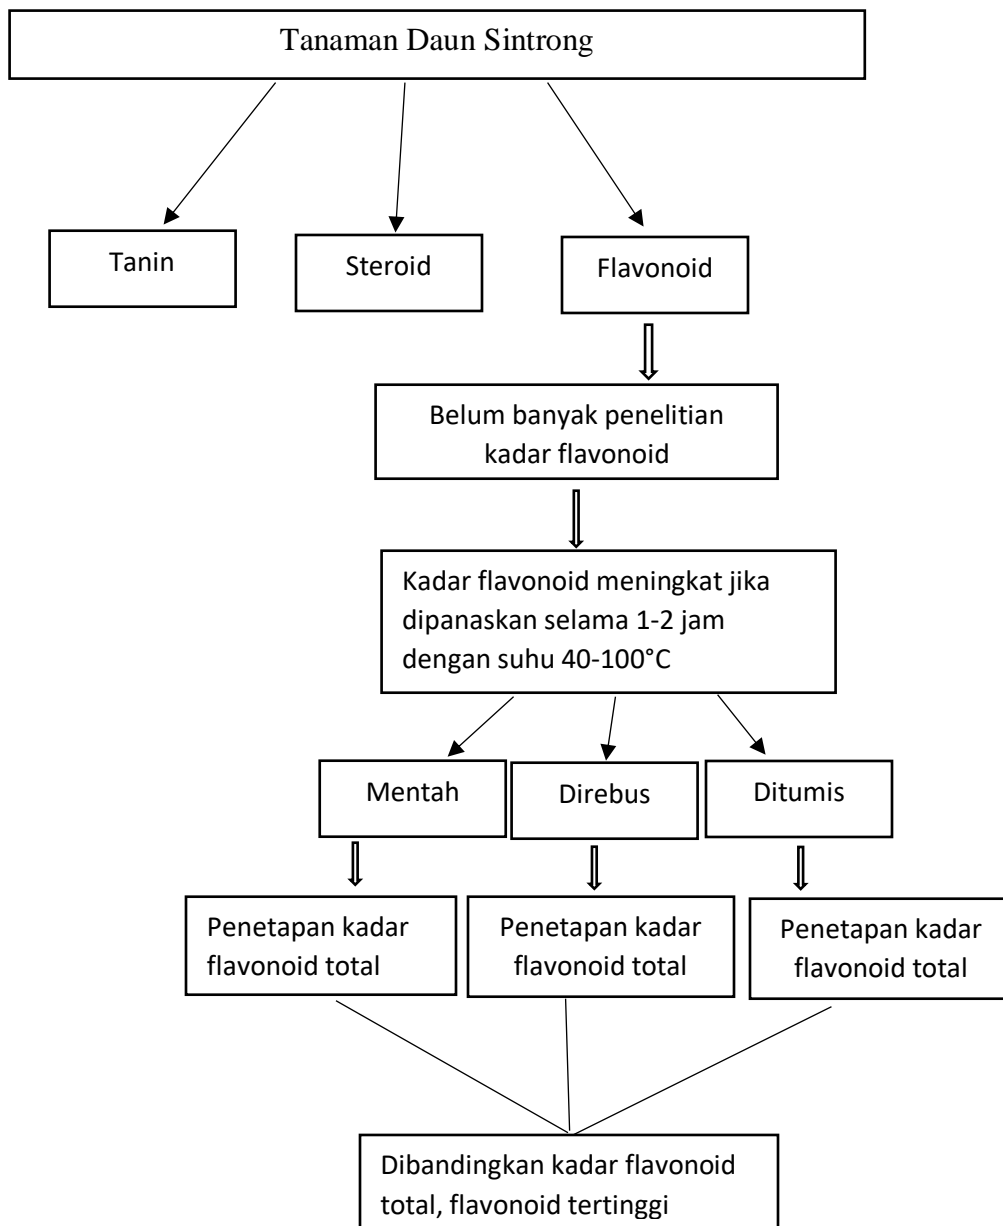 Tanaman Daun Sintrong
Tanin
Steroid
Flavonoid
Belum banyak penelitian
kadar flavonoid
Kadar flavonoid meningkat jika
dipanaskan selama 1-2 jam
dengan suhu 40-100°C
Mentah
Direbus
Ditumis
Penetapan kadar
flavonoid total
Penetapan kadar
flavonoid total
Penetapan kadar
flavonoid total
Dibandingkan kadar flavonoid
total, flavonoid tertinggi